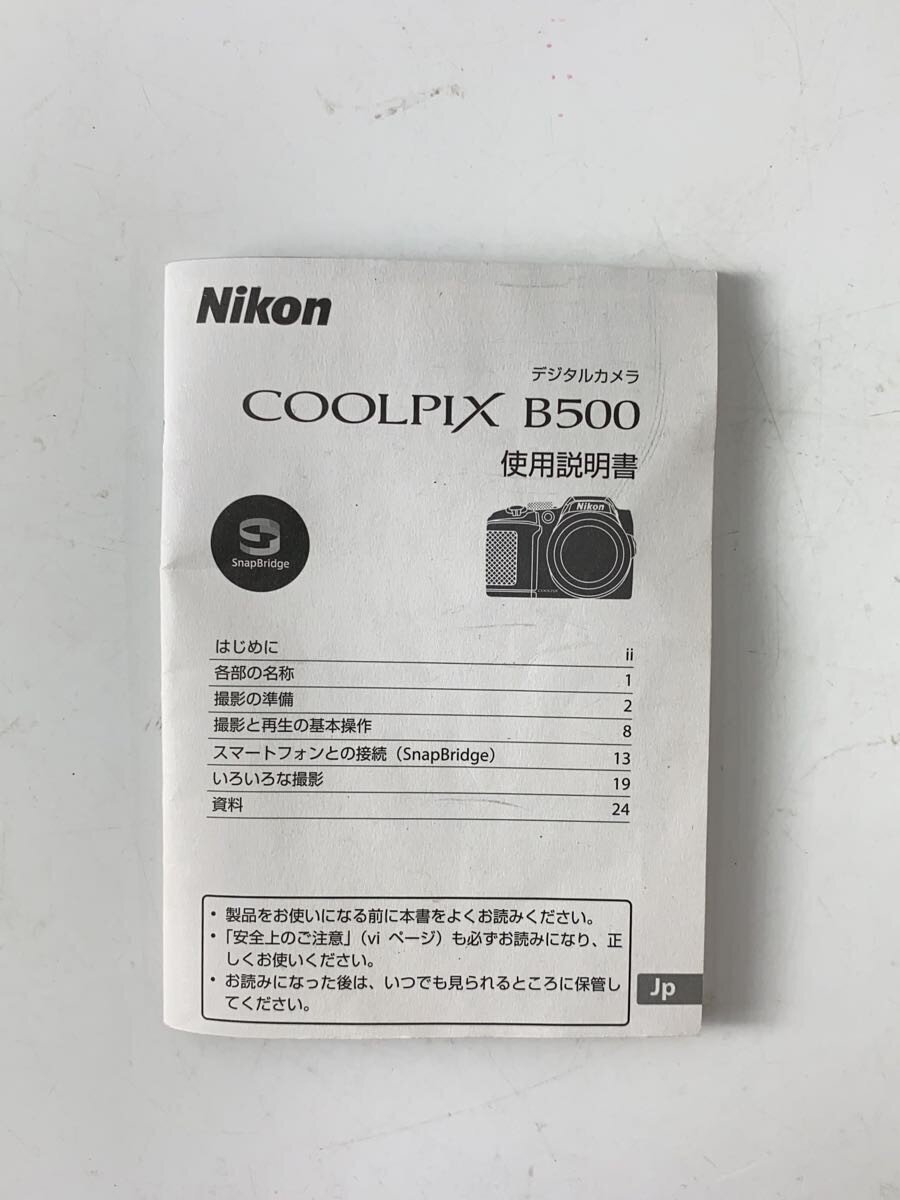 Nikon
デジタルカメラ
COOLPIX B500
使用説明書
SnapBridge
Nikon
COOLPIX
はじめに ii
各部の名称 1
撮影の準備 2
撮影と再生の基本操作 8
スマートフォンとの接続（SnapBridge） 13
いろいろな撮影 19
資料 24
• 製品をお使いになる前に本書をよくお読みください。
• 「安全上のご注意」（vi ページ）も必ずお読みになり、正
しくお使いください。
• お読みになった後は、いつでも見られるところに保管し
てください。
Jp